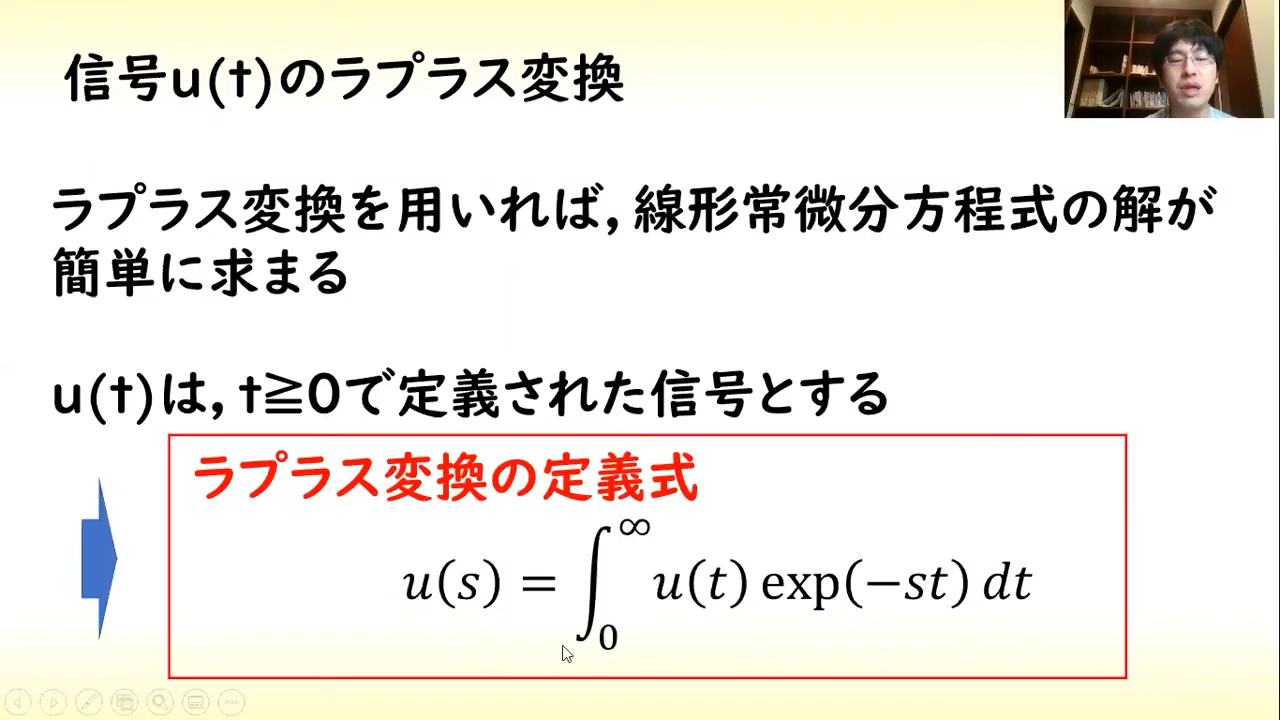 信号u(t)のラプラス変換
ラプラス変換を用いれば,線形常微分方程式の解が
簡単に求まる
u(t)は,t≧0で定義された信号とする
ラプラス変換の定義式
u(s) = ∫₀^∞ u(t) exp(−st) dt